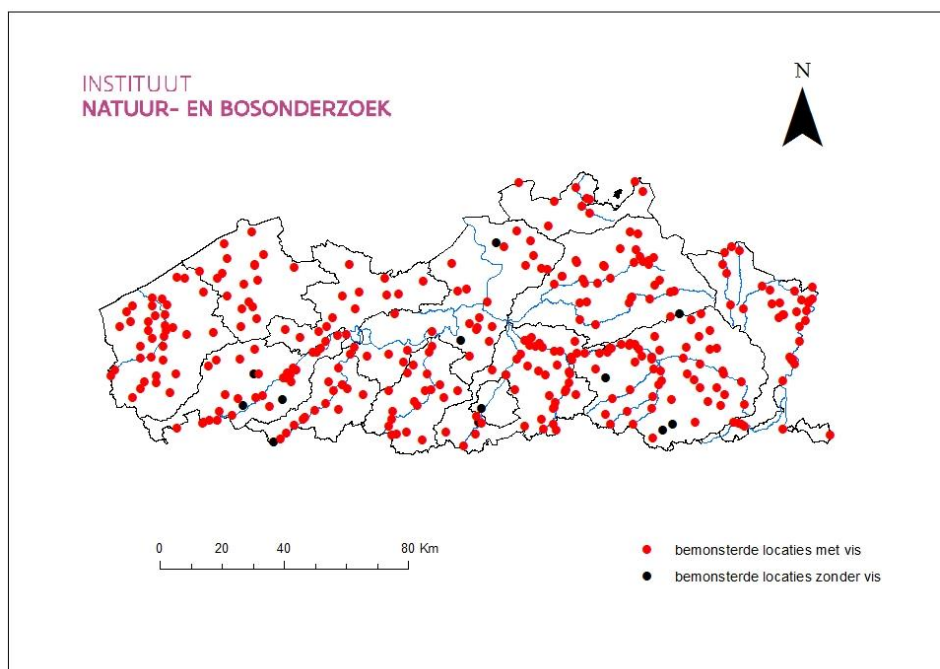 INSTITUUT
NATUUR- EN BOSONDERZOEK
N
0 20 40 80 Km
bemonsterde locaties met vis
bemonsterde locaties zonder vis